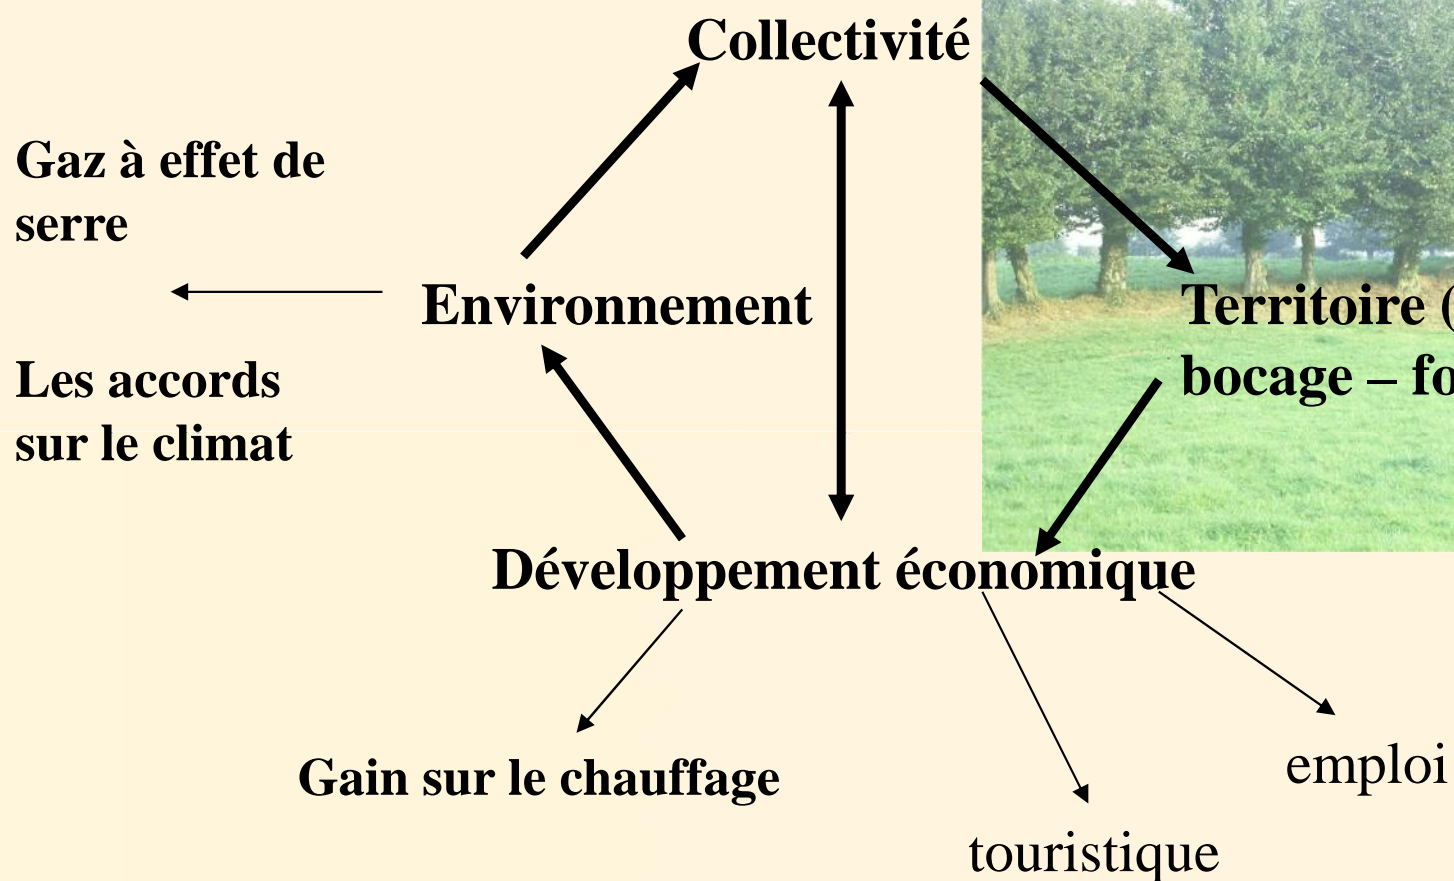 Collectivité
Gaz à effet de
serre
Environnement
Territoire (
bocage –
Les accords
sur le climat
Développement économique
Gain sur le chauffage
emploi
touristique